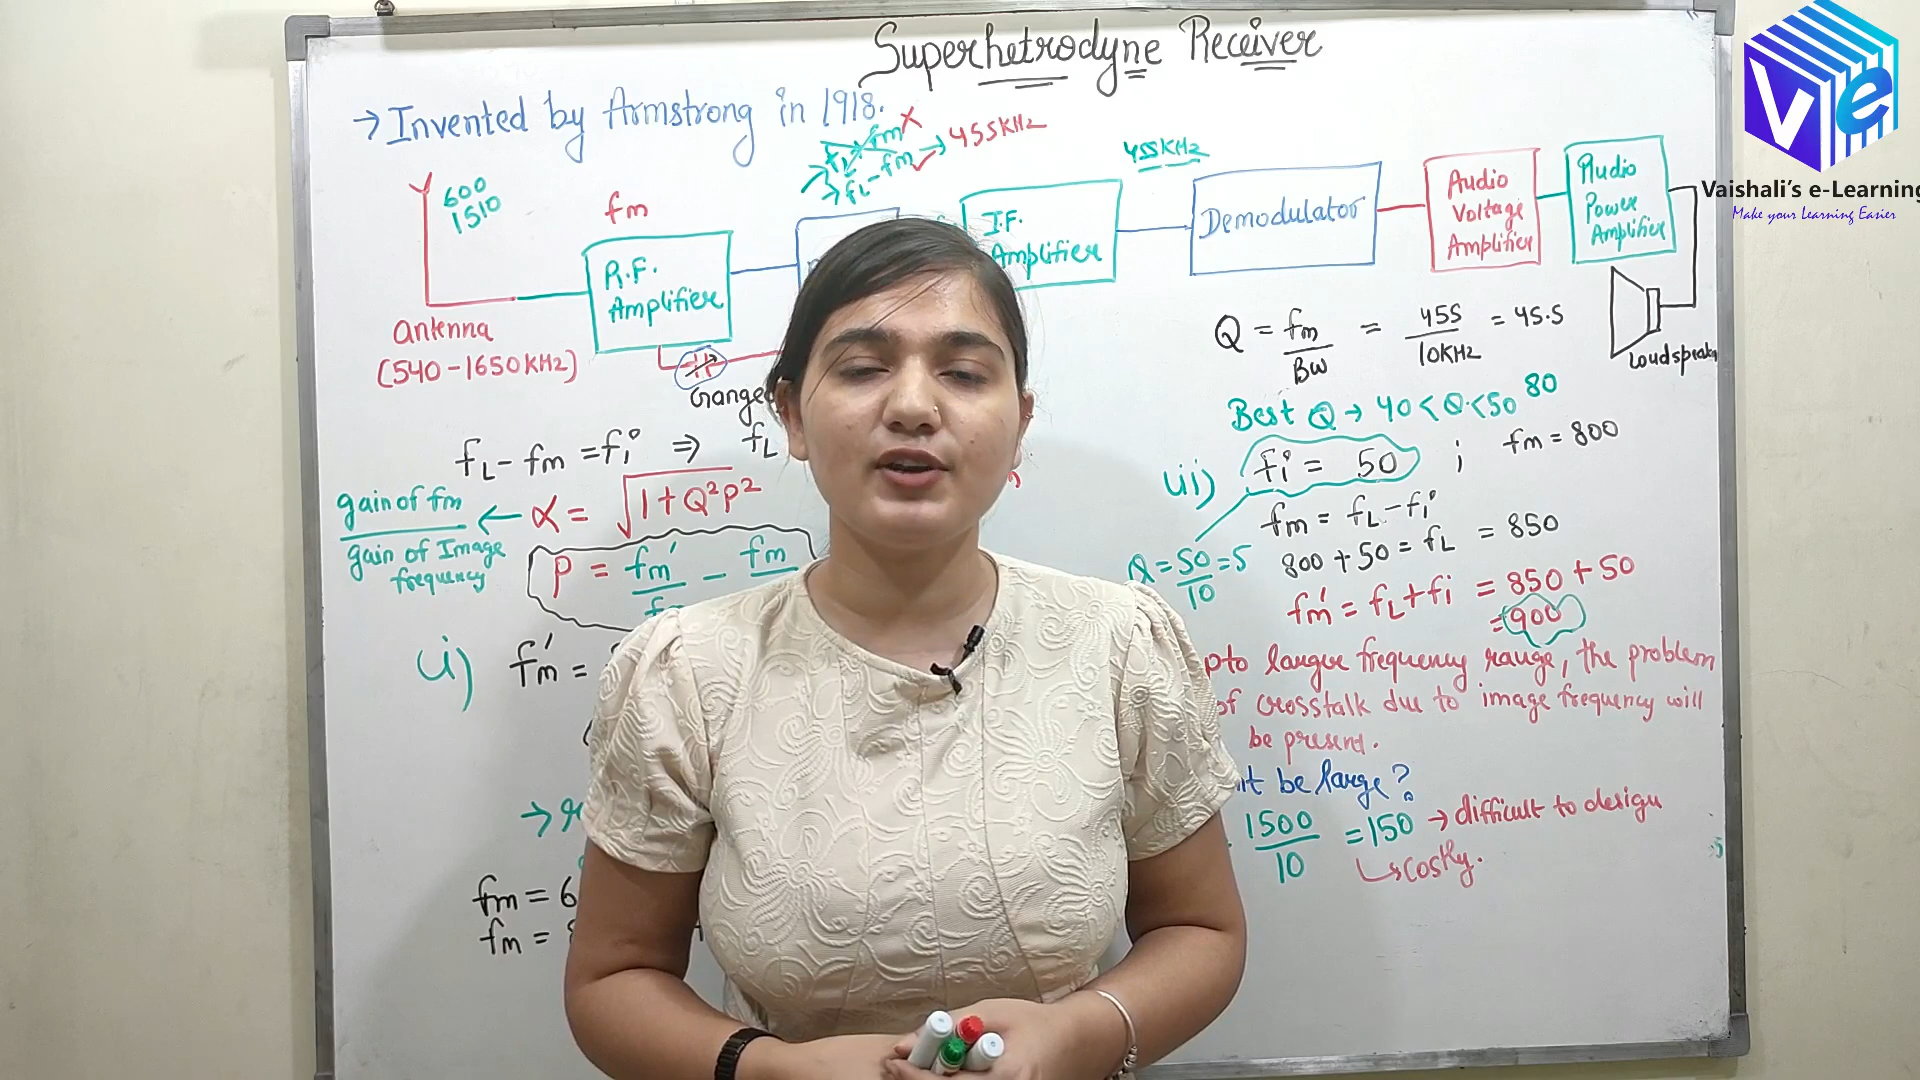 Superhetrodyne Receiver
→ Invented by Armstrong in 1918.
fm X
→ 455KHz
fL - fm ✓
455KHz
600
1510
fm
R.F.
Amplifier
I.F.
Amplifier
Demodulator
Audio
Voltage
Amplifier
Audio
Power
Amplifier
Loudspeaker
antenna
(540 - 1650KHz)
Ganged
Q = fm/BW = 455/10KHz = 45.5
Best Q → 40 < Q < 50 80
fL - fm = fi ⇒ fL
gain of fm
gain of Image
frequency
← α = √1 + Q²P²
P = fm'/ - fm/
ii) fm' =
fm = 6
fm = 8
iii) fi = 50 ; fm = 800
fm = fL - fi
800 + 50 = fL = 850
Q = 50/10 = 5
fm' = fL + fi = 850 + 50
= 900
pto larger frequency range, the problem
of crosstalk due to image frequency will
be present.
be large?
1500/10 = 150 → difficult to design
↳ costly.
Ve
Vaishali's e-Learning
Make your Learning Easier